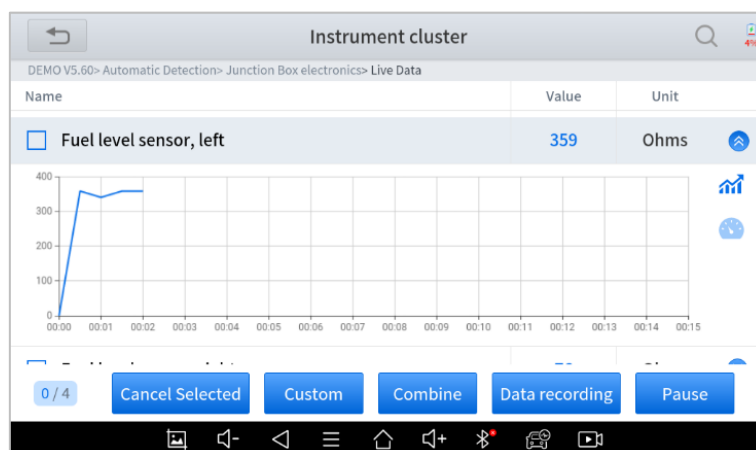 Instrument cluster
4%
DEMO V5.60> Automatic Detection> Junction Box electronics> Live Data
Name Value Unit
Fuel level sensor, left 359 Ohms
400
300
200
100
0
00:00 00:01 00:02 00:03 00:04 00:05 00:06 00:07 00:08 00:09 00:10 00:11 00:12 00:13 00:14 00:15
0 / 4 Cancel Selected Custom Combine Data recording Pause